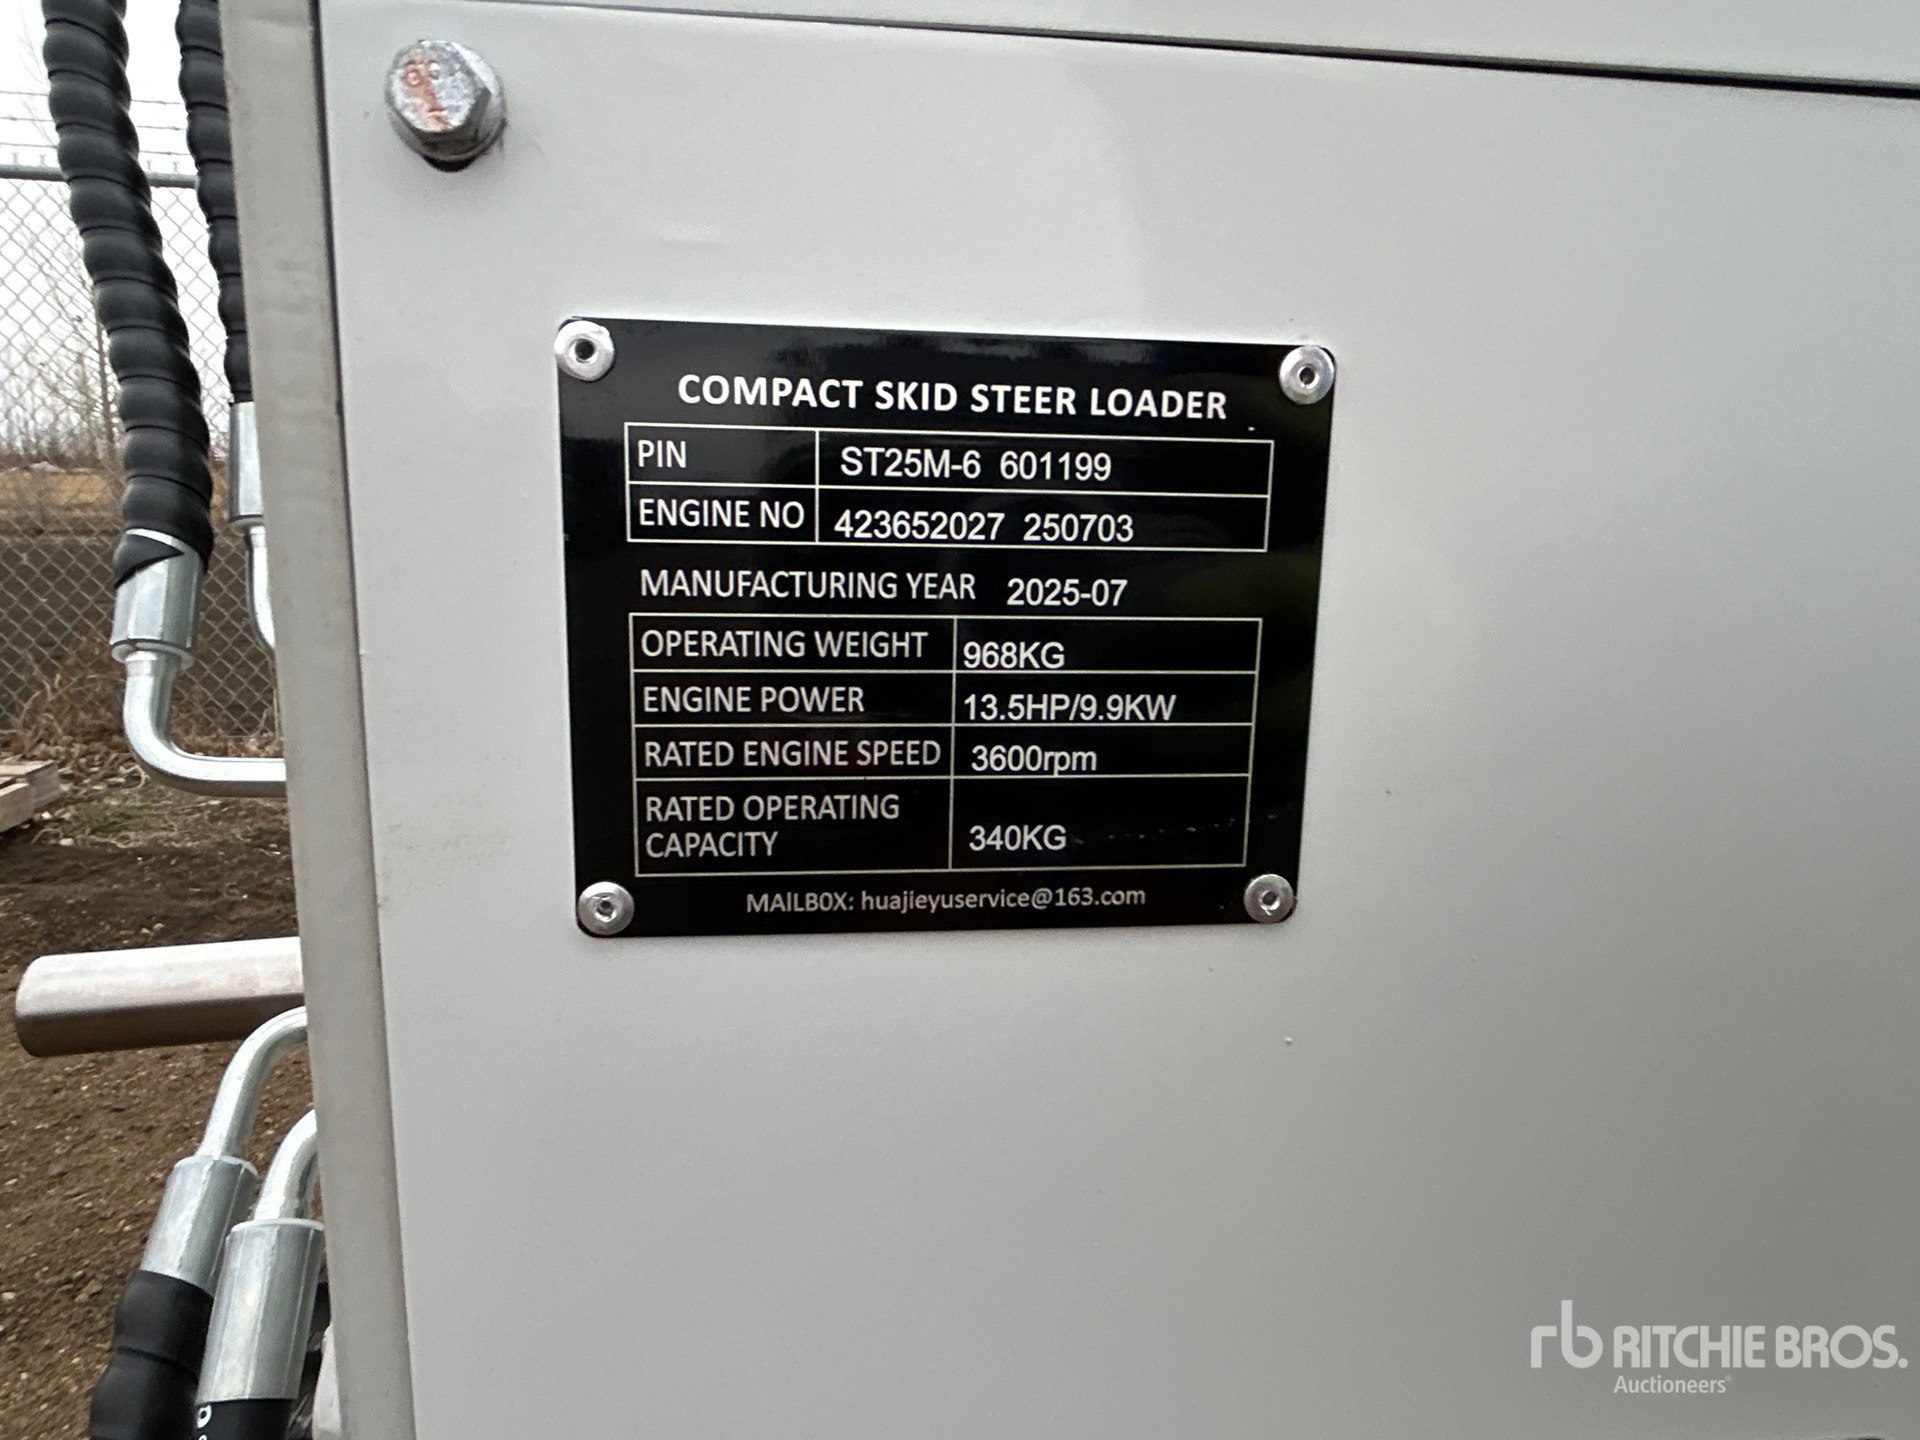 COMPACT SKID STEER LOADER
PIN ST25M-6 601199
ENGINE NO 423652027 250703
MANUFACTURING YEAR 2025-07
OPERATING WEIGHT 968KG
ENGINE POWER 13.5HP/9.9KW
RATED ENGINE SPEED 3600rpm
RATED OPERATING CAPACITY 340KG
MAILBOX: huajieyuservice@163.com
rb RITCHIE BROS.
Auctioneers